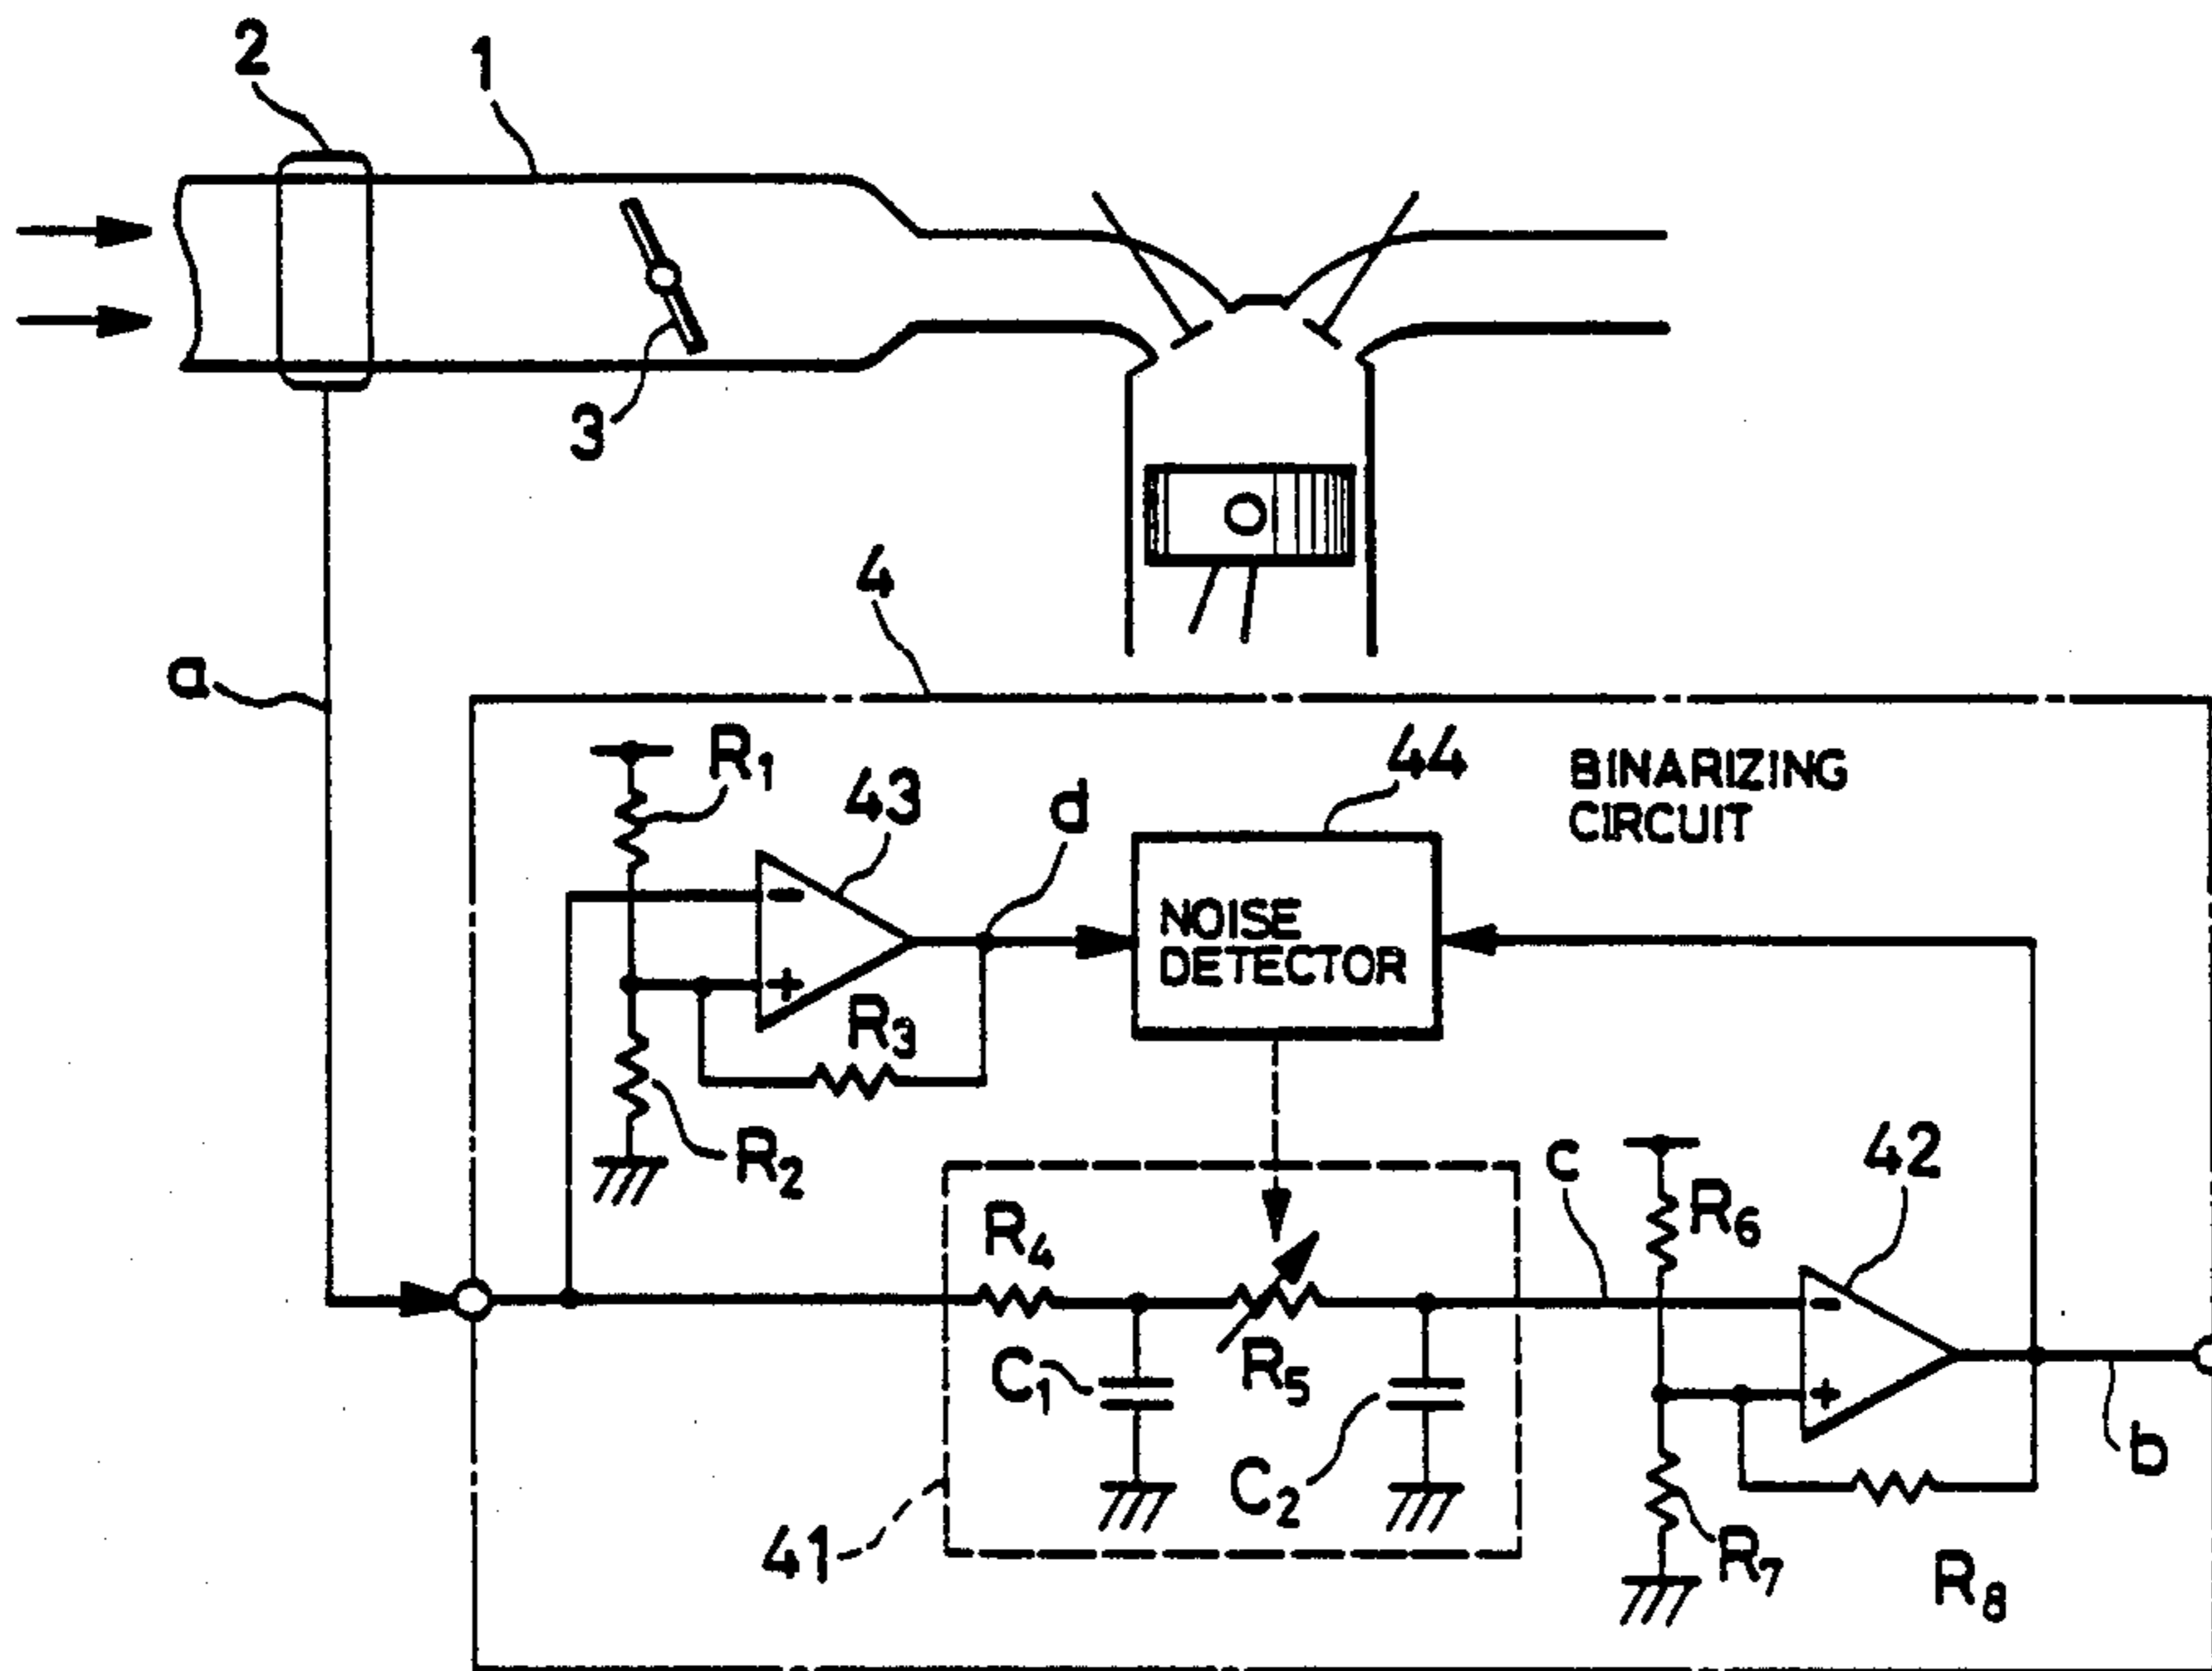 2
1
3
4
a
R1
43
d
44
BINARIZING
CIRCUIT
NOISE
DETECTOR
-
+
R3
R2
R4
C1
R5
C2
41
c
R6
42
-
+
b
R7
R8